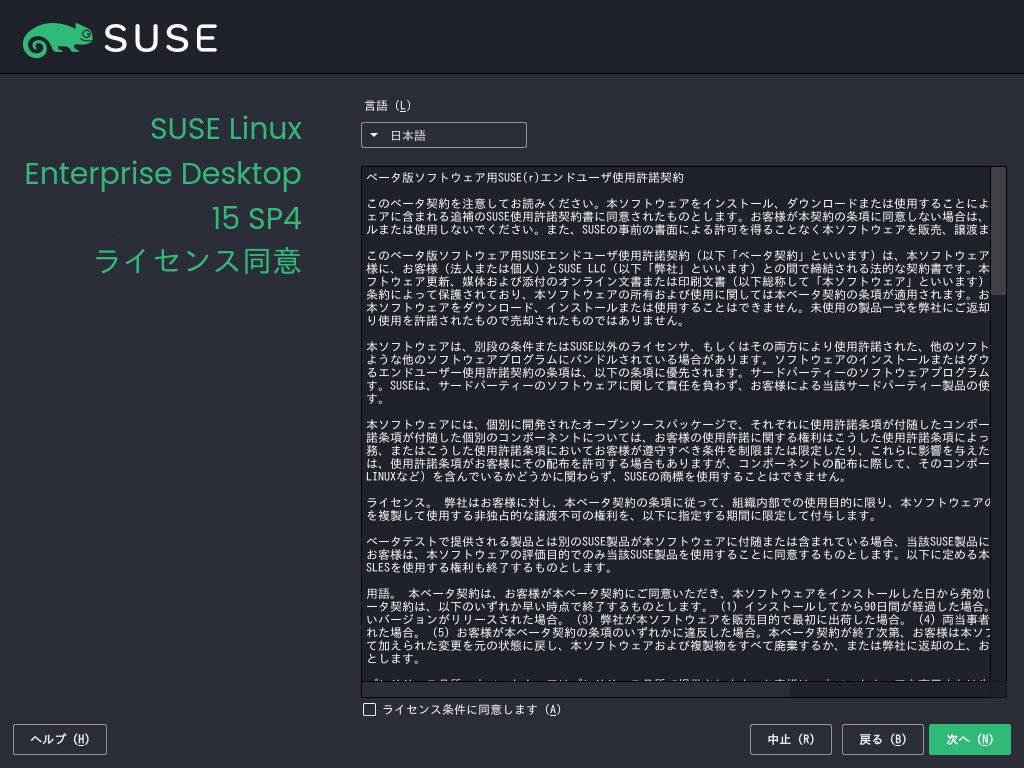 SUSE
SUSE Linux
Enterprise Desktop
15 SP4
ライセンス同意
言語 (L)
日本語
ベータ版ソフトウェア用SUSE(r)エンドユーザ使用許諾契約
このベータ契約を注意してお読みください。本ソフトウェアをインストール、ダウンロードまたは使用することによ
ェアに含まれる追補のSUSE使用許諾契約書に同意されたものとします。お客様が本契約の条項に同意しない場合は、
ルまたは使用しないでください。また、SUSEの事前の書面による許可を得ることなく本ソフトウェアを販売、譲渡ま
このベータ版ソフトウェア用SUSEエンドユーザ使用許諾契約（以下「ベータ契約」といいます）は、本ソフトウェア
様に、お客様（法人または個人）とSUSE LLC（以下「弊社」といいます）との間で締結される法的な契約書です。本
フトウェア更新、媒体および添付のオンライン文書または印刷文書（以下総称して「本ソフトウェア」といいます）
条約によって保護されており、本ソフトウェアの所有および使用に関しては本ベータ契約の条項が適用されます。お
本ソフトウェアをダウンロード、インストールまたは使用することはできません。未使用の製品一式を弊社にご返却
り使用を許諾されたもので売却されたものではありません。
本ソフトウェアは、別段の条件またはSUSE以外のライセンサ、もしくはその両方により使用許諾された、他のソフト
ような他のソフトウェアプログラムにバンドルされている場合があります。ソフトウェアのインストールまたはダウ
るエンドユーザー使用許諾契約の条項は、以下の条項に優先されます。サードパーティーのソフトウェアプログラム
す。SUSEは、サードパーティーのソフトウェアに関して責任を負わず、お客様による当該サードパーティー製品の使
す。
本ソフトウェアには、個別に開発されたオープンソースパッケージで、それぞれに使用許諾条項が付随したコンポー
諾条項が付随した個別のコンポーネントについては、お客様の使用許諾に関する権利はこうした使用許諾条項によっ
務、またはこうした使用許諾条項においてお客様が遵守すべき条件を制限または限定したり、これらに影響を与えた
は、使用許諾条項がお客様にその配布を許可する場合もありますが、コンポーネントの配布に際して、そのコンポー
LINUXなど）を含んでいるかどうかに関わらず、SUSEの商標を使用することはできません。
ライセンス。 弊社はお客様に対し、本ベータ契約の条項に従って、組織内部での使用目的に限り、本ソフトウェアの
を複製して使用する非独占的な譲渡不可の権利を、以下に指定する期間に限定して付与します。
ベータテストで提供される製品とは別のSUSE製品が本ソフトウェアに付随または含まれている場合、当該SUSE製品に
お客様は、本ソフトウェアの評価目的でのみ当該SUSE製品を使用することに同意するものとします。以下に定める本
SLESを使用する権利も終了するものとします。
用語。 本ベータ契約は、お客様が本ベータ契約にご同意いただき、本ソフトウェアをインストールした日から発効し
ータ契約は、以下のいずれか早い時点で終了するものとします。（1）インストールしてから90日間が経過した場合。
いバージョンがリリースされた場合。（3）弊社が本ソフトウェアを販売目的で最初に出荷した場合。（4）両当事者
れた場合。（5）お客様が本ベータ契約の条項のいずれかに違反した場合。本ベータ契約が終了次第、お客様は本ソフ
て加えられた変更を元の状態に戻し、本ソフトウェアおよび複製物をすべて廃棄するか、または弊社に返却の上、お
とします。
ライセンス条件に同意します (A)
ヘルプ (H)
中止 (R)
戻る (B)
次へ (N)